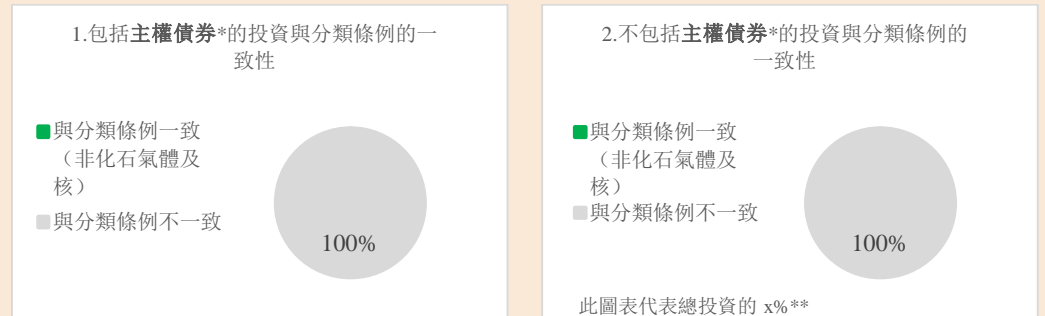 1.包括主權債券*的投資與分類條例的一
致性
與分類條例一致
（非化石氣體及
核）
與分類條例不一致
100%
2.不包括主權債券*的投資與分類條例的
一致性
與分類條例一致
（非化石氣體及
核）
與分類條例不一致
100%
此圖表代表總投資的 x%**